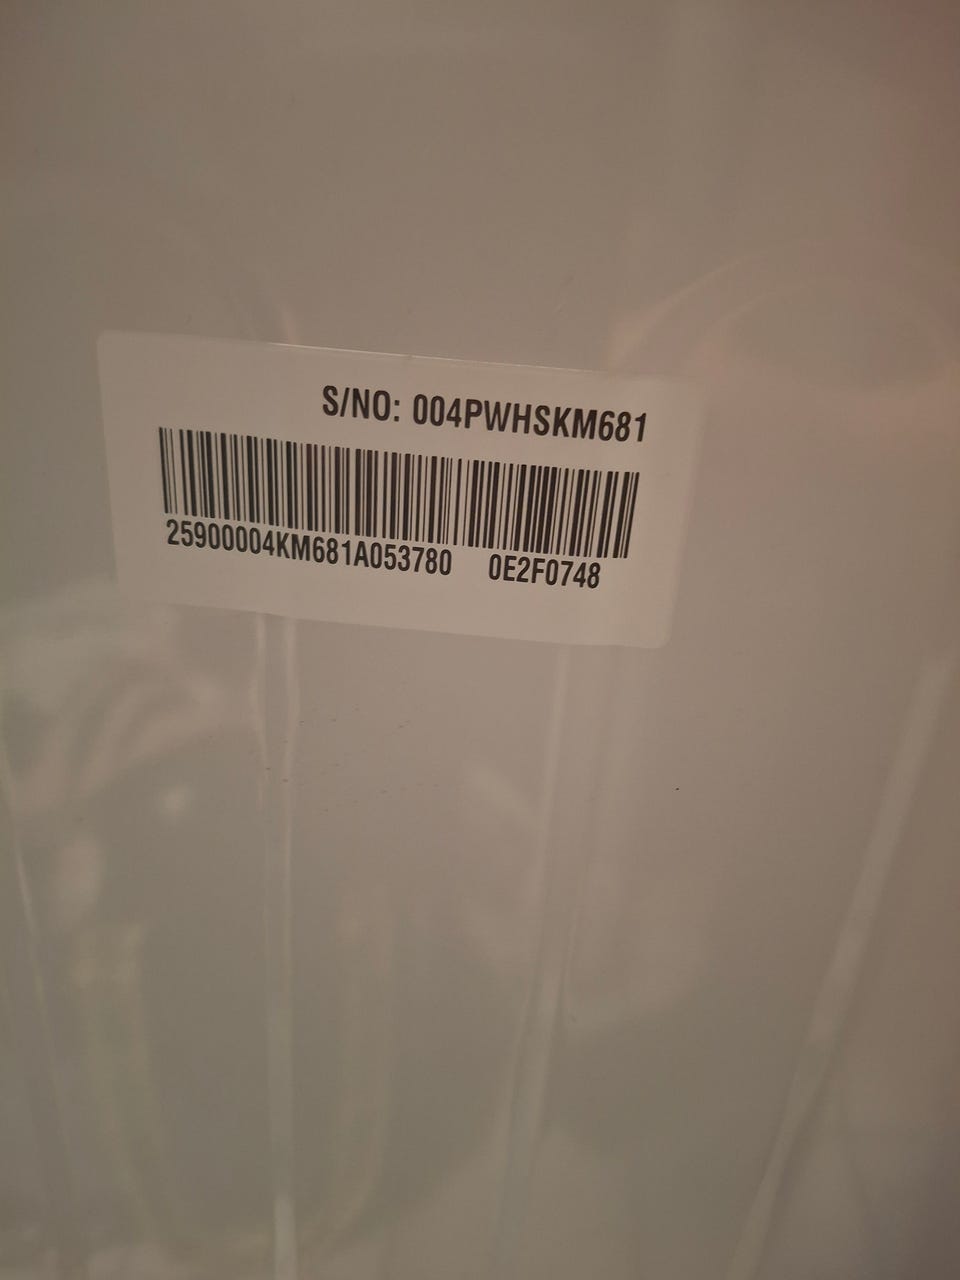 S/NO: 004PWHSKM681
25900004KM681A053780 0E2F0748